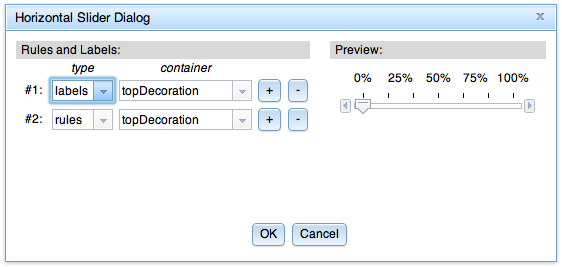 Horizontal Slider Dialog x
Rules and Labels: Preview:
type container
#1: labels topDecoration + -
0% 25% 50% 75% 100%
#2: rules topDecoration + -
OK Cancel